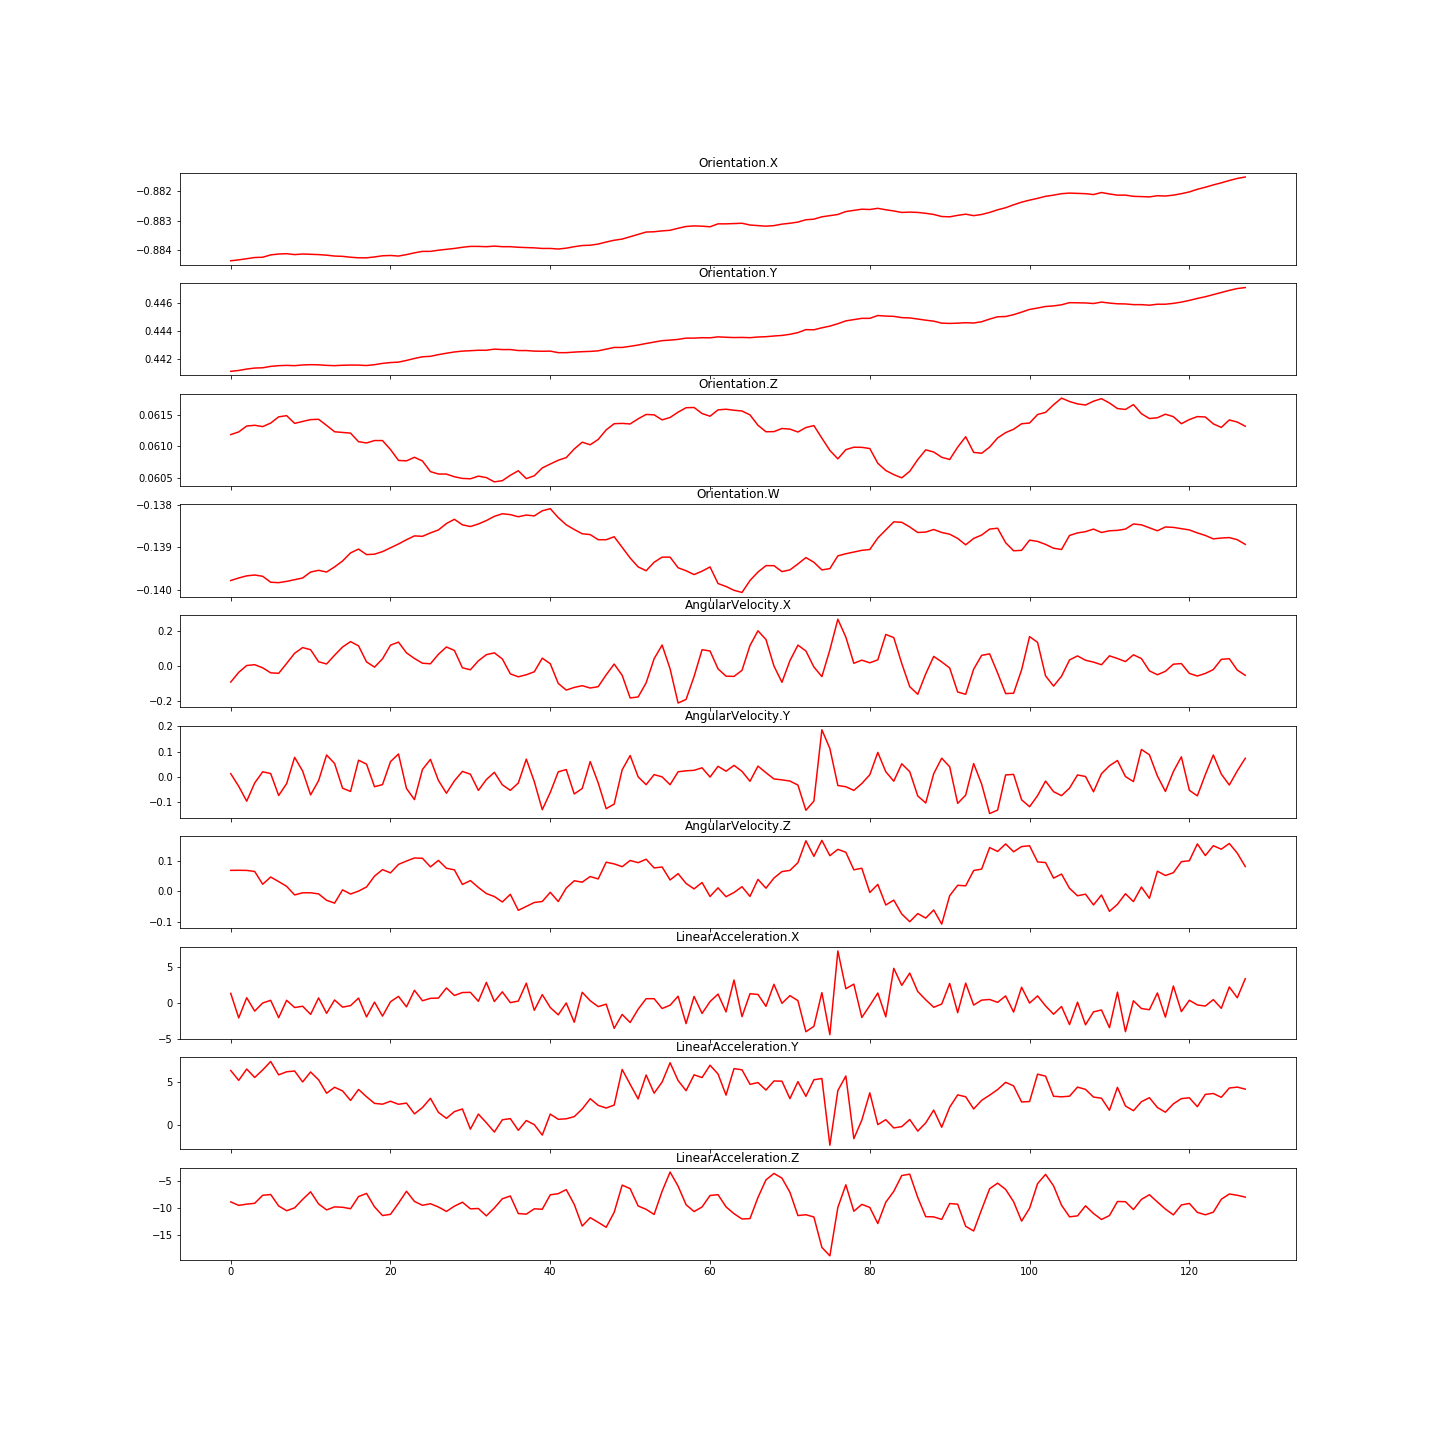 Orientation.X
−0.882
−0.883
−0.884
Orientation.Y
0.446
0.444
0.442
Orientation.Z
0.0615
0.0610
0.0605
Orientation.W
−0.138
−0.139
−0.140
AngularVelocity.X
0.2
0.0
−0.2
AngularVelocity.Y
0.2
0.1
0.0
−0.1
AngularVelocity.Z
0.1
0.0
−0.1
LinearAcceleration.X
5
0
−5
LinearAcceleration.Y
5
0
LinearAcceleration.Z
−5
−10
−15
0 20 40 60 80 100 120